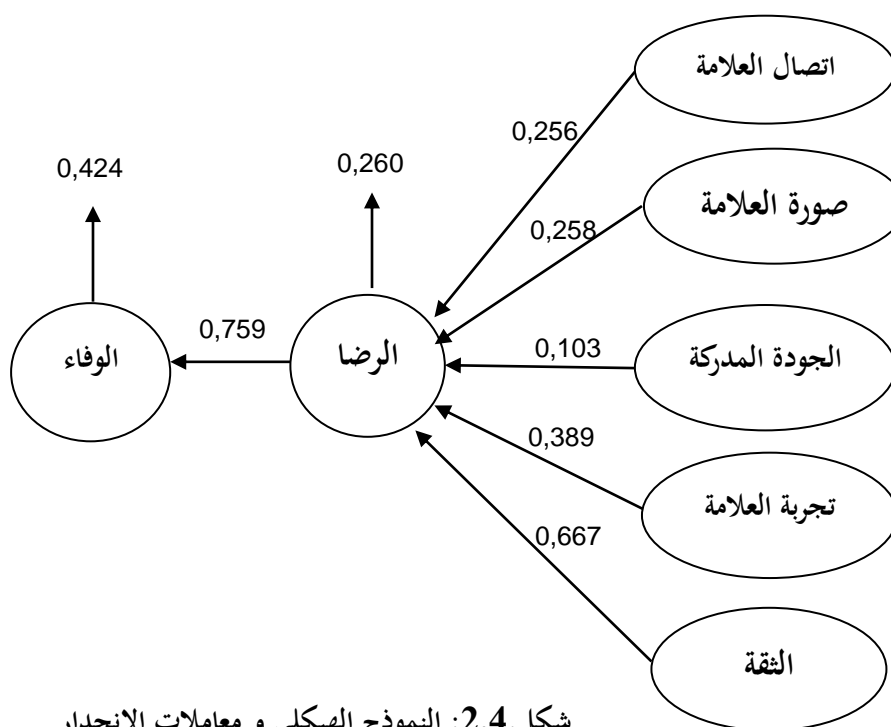 اتصال العلامة
0,256
0,424
0,260
صورة العلامة
0,258
0,759
الرضا
الوفاء
0,103
الجودة المدركة
0,389
تجربة العلامة
0,667
الثقة
شكل 2.4: النموذج الهيكلي و معاملات الانحدار